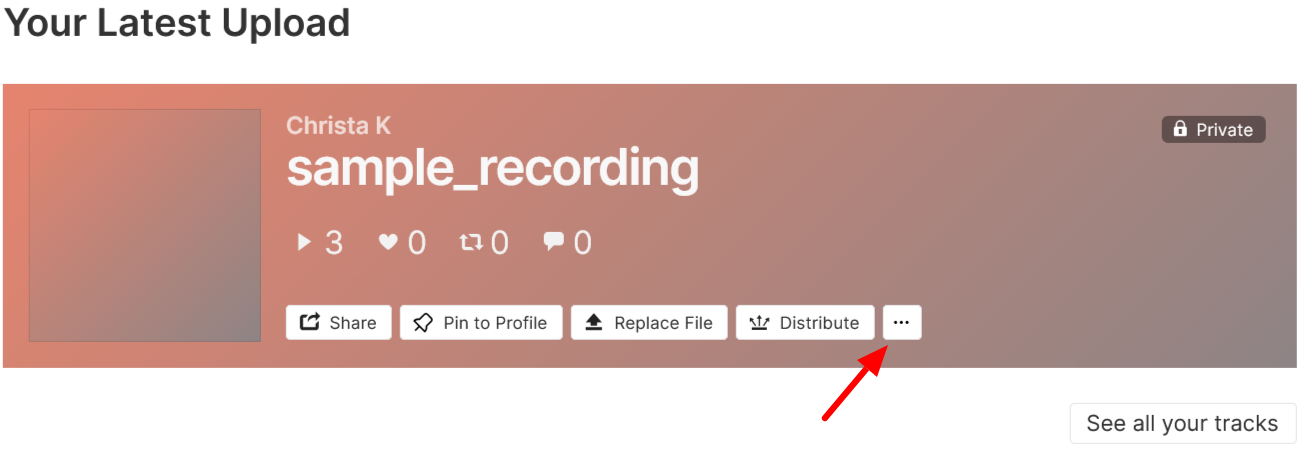 Your Latest Upload
Christa K
Private
sample_recording
3 0 0 0
Share Pin to Profile Replace File Distribute ...
See all your tracks